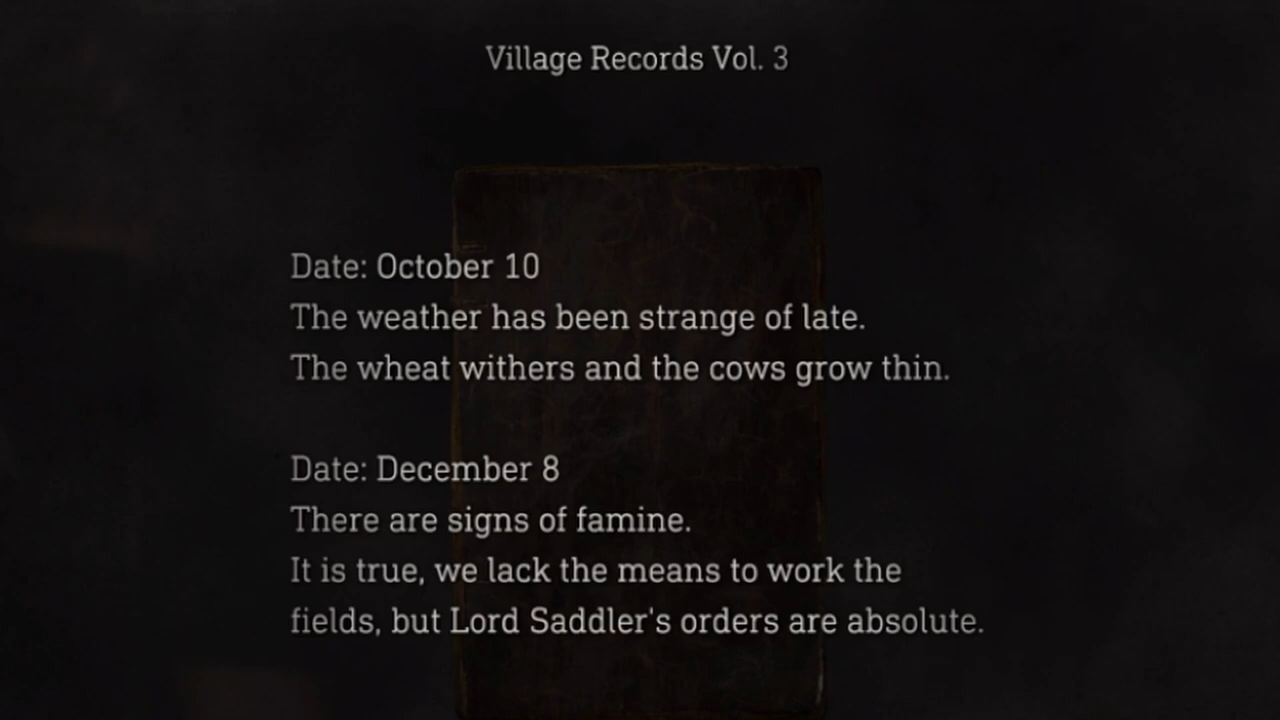 Village Records Vol. 3
Date: October 10
The weather has been strange of late.
The wheat withers and the cows grow thin.
Date: December 8
There are signs of famine.
It is true, we lack the means to work the
fields, but Lord Saddler's orders are absolute.